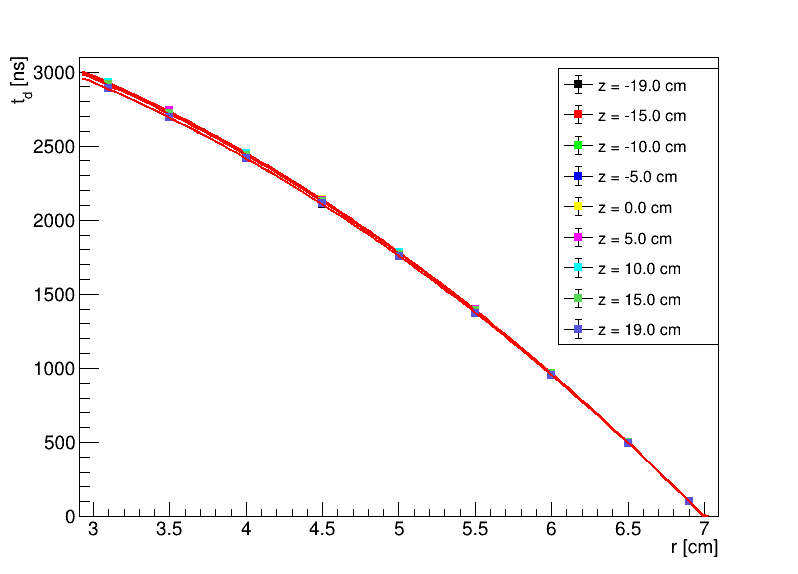 t_d [ns]
3000
2500
2000
1500
1000
500
0
z = -19.0 cm
z = -15.0 cm
z = -10.0 cm
z = -5.0 cm
z = 0.0 cm
z = 5.0 cm
z = 10.0 cm
z = 15.0 cm
z = 19.0 cm
3 3.5 4 4.5 5 5.5 6 6.5 7
r [cm]